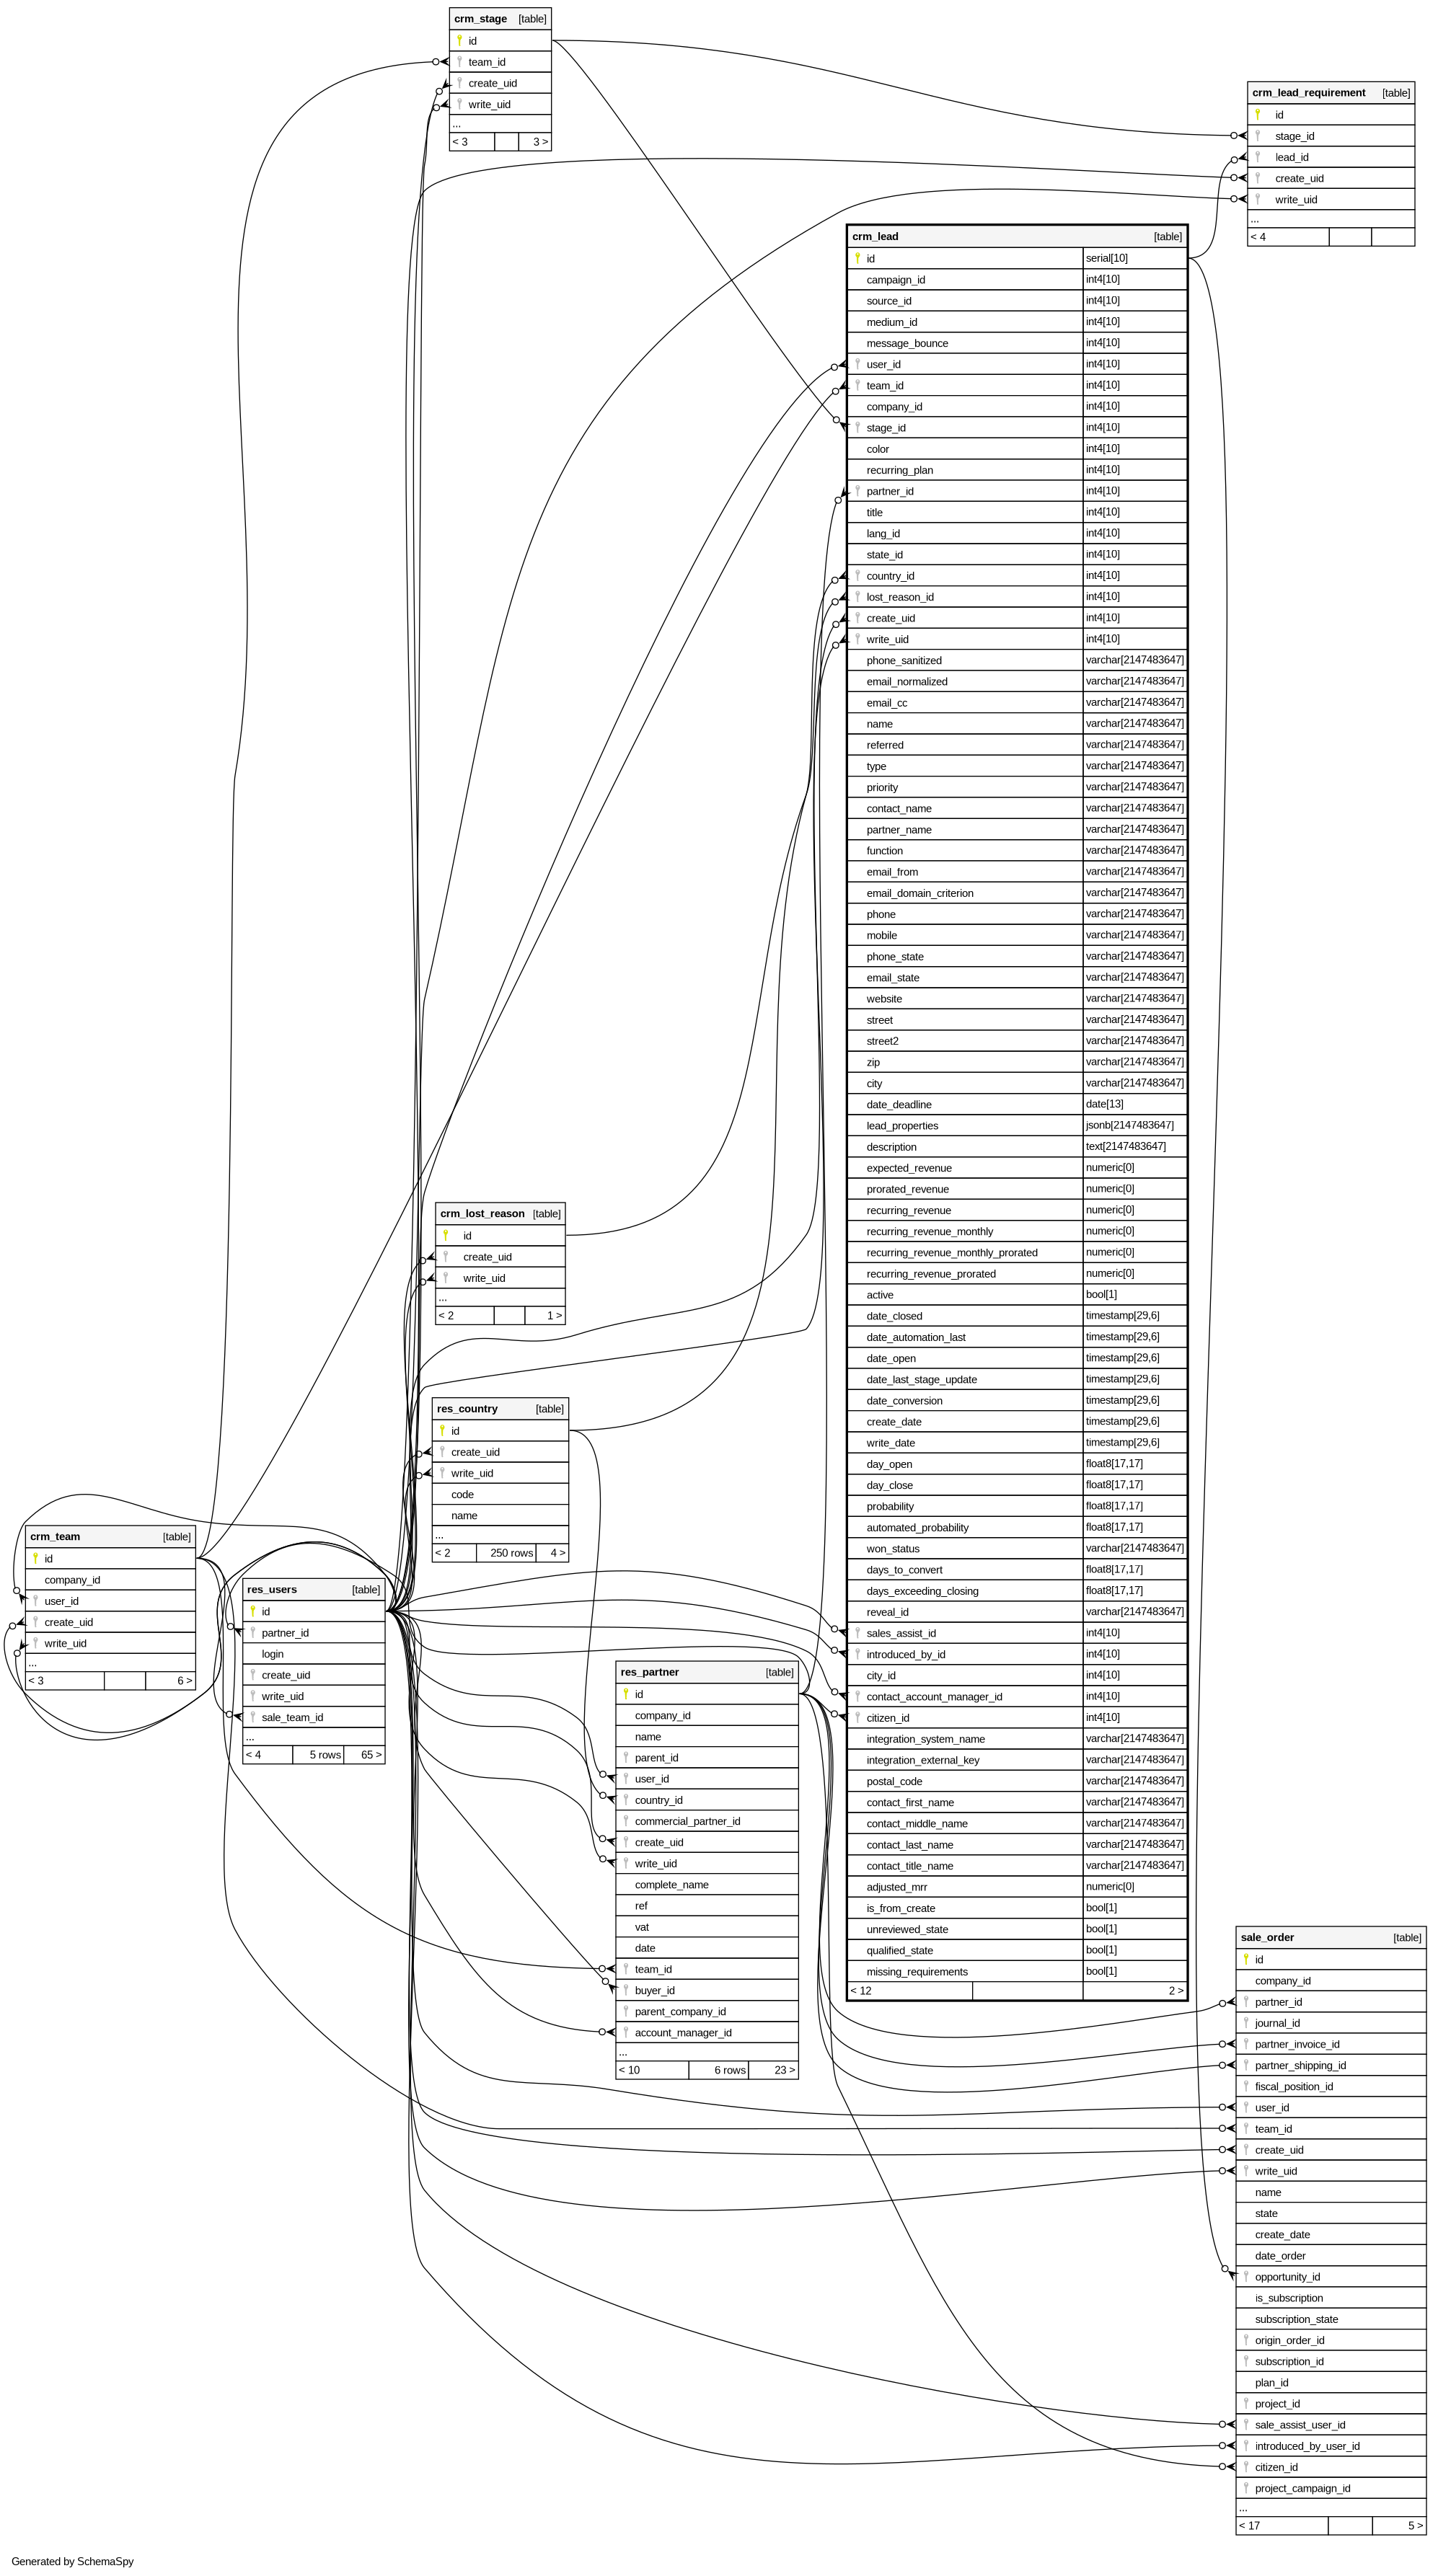 crm_stage [table]
id
team_id
create_uid
write_uid
...
< 3 3 >
crm_lead_requirement [table]
id
stage_id
lead_id
create_uid
write_uid
...
< 4
crm_lead [table]
id serial[10]
campaign_id int4[10]
source_id int4[10]
medium_id int4[10]
message_bounce int4[10]
user_id int4[10]
team_id int4[10]
company_id int4[10]
stage_id int4[10]
color int4[10]
recurring_plan int4[10]
partner_id int4[10]
title int4[10]
lang_id int4[10]
state_id int4[10]
country_id int4[10]
lost_reason_id int4[10]
create_uid int4[10]
write_uid int4[10]
phone_sanitized varchar[2147483647]
email_normalized varchar[2147483647]
email_cc varchar[2147483647]
name varchar[2147483647]
referred varchar[2147483647]
type varchar[2147483647]
priority varchar[2147483647]
contact_name varchar[2147483647]
partner_name varchar[2147483647]
function varchar[2147483647]
email_from varchar[2147483647]
email_domain_criterion varchar[2147483647]
phone varchar[2147483647]
mobile varchar[2147483647]
phone_state varchar[2147483647]
email_state varchar[2147483647]
website varchar[2147483647]
street varchar[2147483647]
street2 varchar[2147483647]
zip varchar[2147483647]
city varchar[2147483647]
date_deadline date[13]
lead_properties jsonb[2147483647]
description text[2147483647]
expected_revenue numeric[0]
prorated_revenue numeric[0]
recurring_revenue numeric[0]
recurring_revenue_monthly numeric[0]
recurring_revenue_monthly_prorated numeric[0]
recurring_revenue_prorated numeric[0]
active bool[1]
date_closed timestamp[29,6]
date_automation_last timestamp[29,6]
date_open timestamp[29,6]
date_last_stage_update timestamp[29,6]
date_conversion timestamp[29,6]
create_date timestamp[29,6]
write_date timestamp[29,6]
day_open float8[17,17]
day_close float8[17,17]
probability float8[17,17]
automated_probability float8[17,17]
won_status varchar[2147483647]
days_to_convert float8[17,17]
days_exceeding_closing float8[17,17]
reveal_id varchar[2147483647]
sales_assist_id int4[10]
introduced_by_id int4[10]
city_id int4[10]
contact_account_manager_id int4[10]
citizen_id int4[10]
integration_system_name varchar[2147483647]
integration_external_key varchar[2147483647]
postal_code varchar[2147483647]
contact_first_name varchar[2147483647]
contact_middle_name varchar[2147483647]
contact_last_name varchar[2147483647]
contact_title_name varchar[2147483647]
adjusted_mrr numeric[0]
is_from_create bool[1]
unreviewed_state bool[1]
qualified_state bool[1]
missing_requirements bool[1]
< 12 2 >
crm_lost_reason [table]
id
create_uid
write_uid
...
< 2 1 >
res_country [table]
id
create_uid
write_uid
code
name
...
< 2 250 rows 4 >
crm_team [table]
id
company_id
user_id
create_uid
write_uid
...
< 3 6 >
res_users [table]
id
partner_id
login
create_uid
write_uid
sale_team_id
...
< 4 5 rows 65 >
res_partner [table]
id
company_id
name
parent_id
user_id
country_id
commercial_partner_id
create_uid
write_uid
complete_name
ref
vat
date
team_id
buyer_id
parent_company_id
account_manager_id
...
< 10 6 rows 23 >
sale_order [table]
id
company_id
partner_id
journal_id
partner_invoice_id
partner_shipping_id
fiscal_position_id
user_id
team_id
create_uid
write_uid
name
state
create_date
date_order
opportunity_id
is_subscription
subscription_state
origin_order_id
subscription_id
plan_id
project_id
sale_assist_user_id
introduced_by_user_id
citizen_id
project_campaign_id
...
< 17 5 >
Generated by SchemaSpy